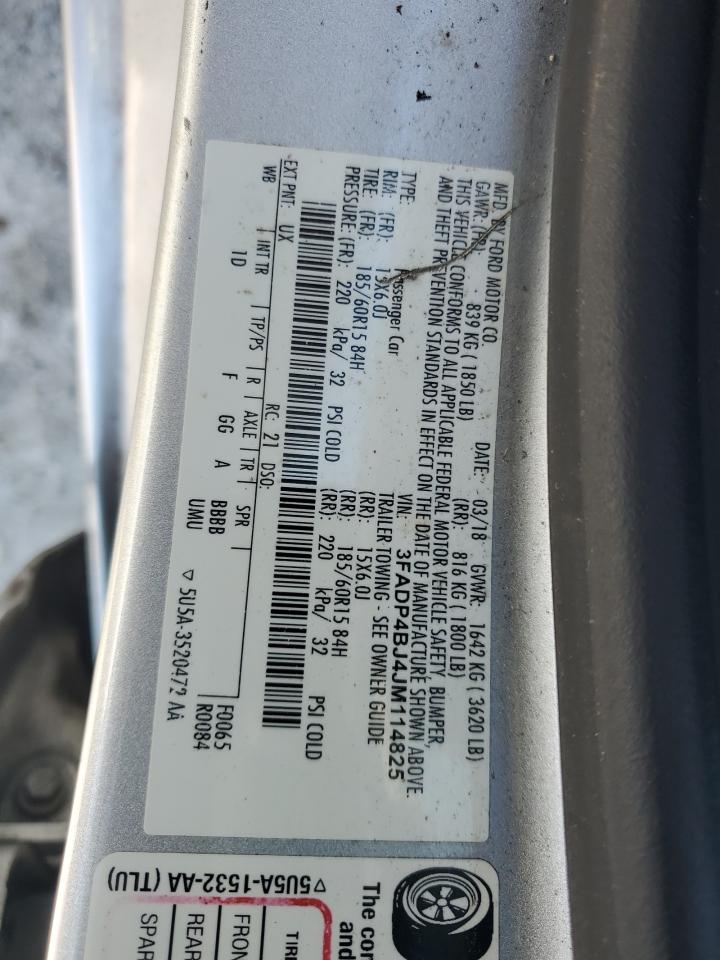 MFD. BY FORD MOTOR CO.
DATE: 03/18 GVWR: 1642 KG ( 3620 LB)
GAWR: (FR) 839 KG ( 1850 LB) (RR): 816 KG ( 1800 LB)
THIS VEHICLE CONFORMS TO ALL APPLICABLE FEDERAL MOTOR VEHICLE SAFETY, BUMPER,
AND THEFT PREVENTION STANDARDS IN EFFECT ON THE DATE OF MANUFACTURE SHOWN ABOVE.
VIN: 3FADP4BJ4JM114825
TYPE: Passenger Car TRAILER TOWING - SEE OWNER GUIDE
RIM: (FR): 15X6.0J (RR): 15X6.0J
TIRE: (FR): 185/60R15 84H (RR): 185/60R15 84H
PRESSURE: (FR): 220 kPa/ 32 PSI COLD (RR): 220 kPa/ 32 PSI COLD
EXT PNT: UX RC: 21 DSO: F0065
WB INT TR TP/PS R AXLE TR SPR R0084
1D F GG A BBBB
UMU ▽ 5U5A-3520472 AA
The con
and
▽5U5A-1532-AA (TLU)
TIRE
FRON
REAR
SPAR